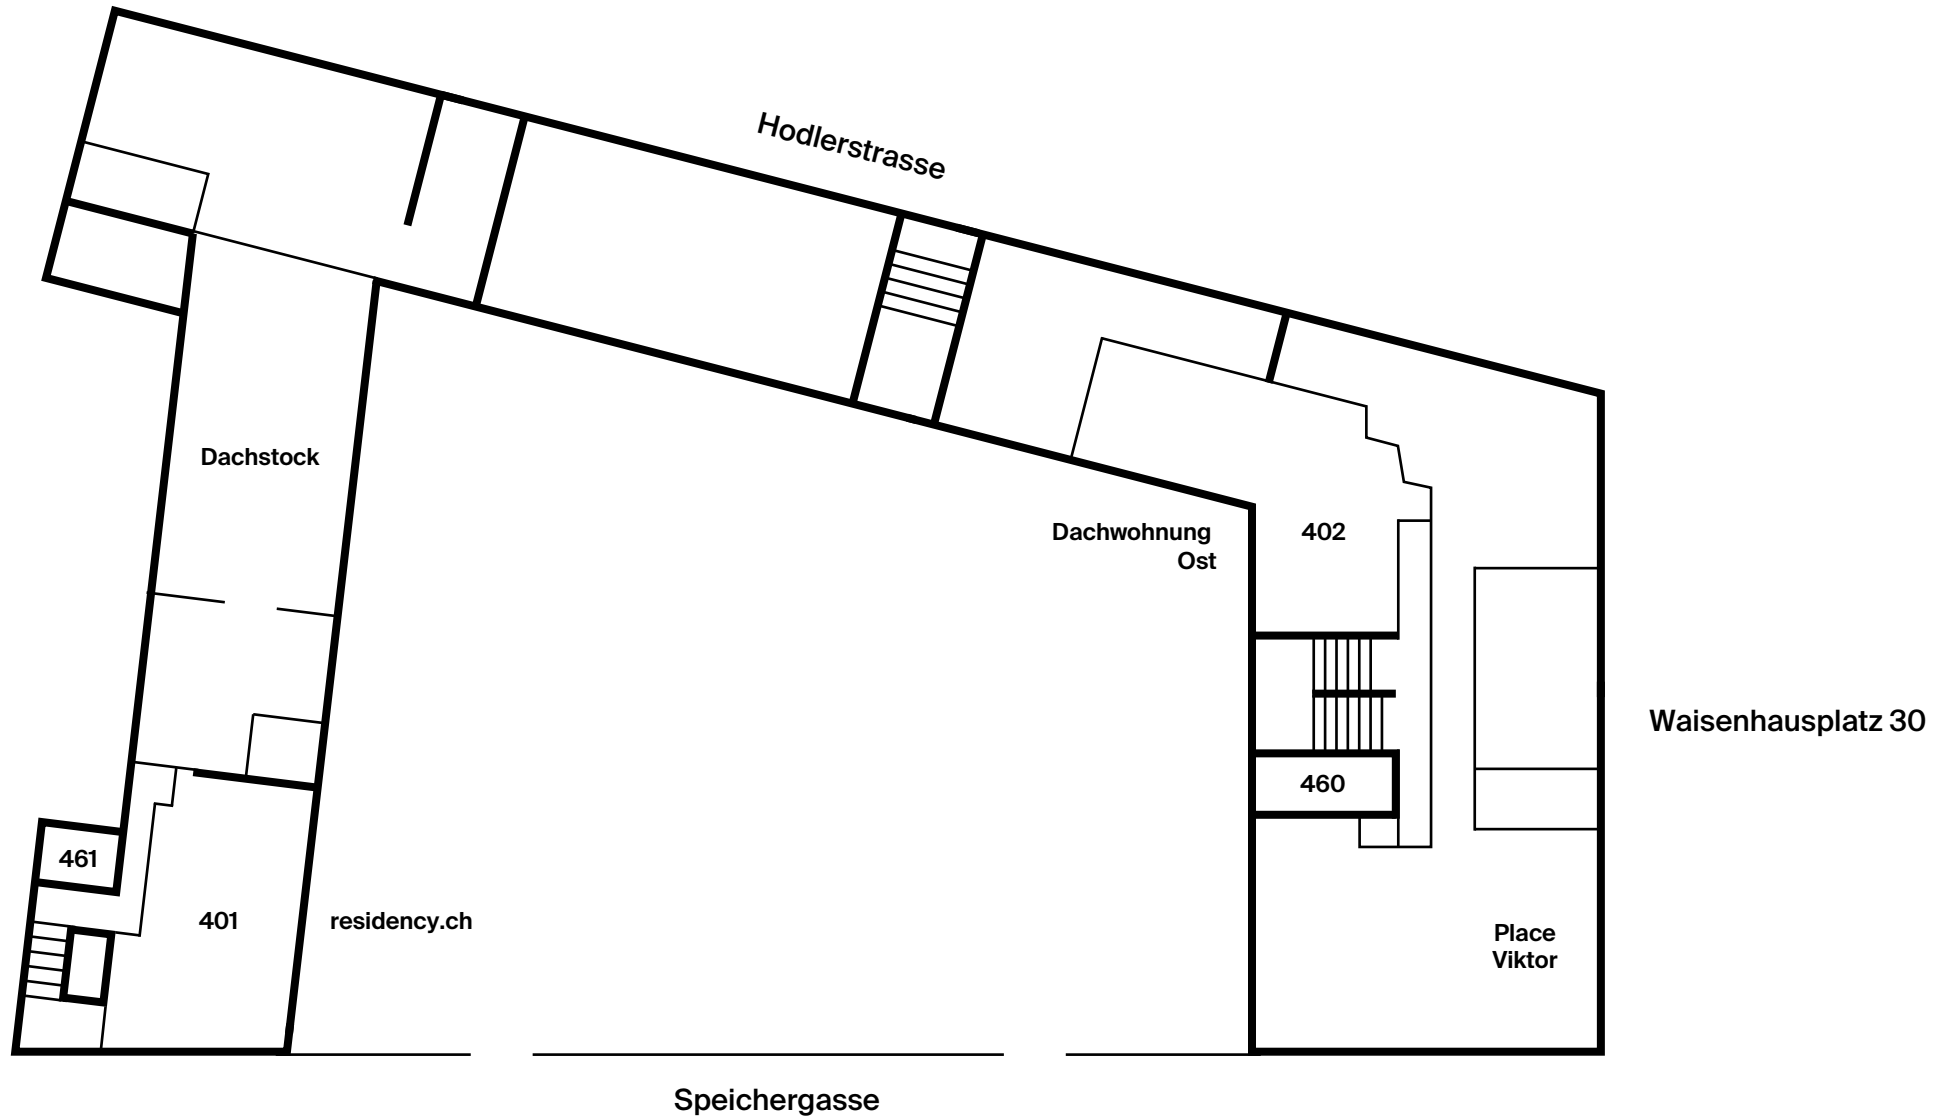 Hodlerstrasse
Dachstock
Dachwohnung
Ost
402
Waisenhausplatz 30
460
461
401
residency.ch
Place
Viktor
Speichergasse